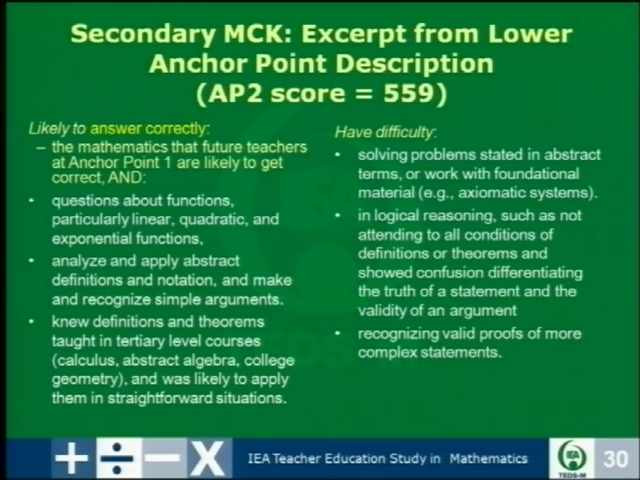 Secondary MCK: Excerpt from Lower
Anchor Point Description
(AP2 score = 559)
Likely to answer correctly:
– the mathematics that future teachers
at Anchor Point 1 are likely to get
correct, AND:
• questions about functions,
particularly linear, quadratic, and
exponential functions,
• analyze and apply abstract
definitions and notation, and make
and recognize simple arguments.
• knew definitions and theorems
taught in tertiary level courses
(calculus, abstract algebra, college
geometry), and was likely to apply
them in straightforward situations.
Have difficulty:
• solving problems stated in abstract
terms, or work with foundational
material (e.g., axiomatic systems).
• in logical reasoning, such as not
attending to all conditions of
definitions or theorems and
showed confusion differentiating
the truth of a statement and the
validity of an argument
• recognizing valid proofs of more
complex statements.
+ ÷ − X
IEA Teacher Education Study in Mathematics
IEA
TEDS-M
30